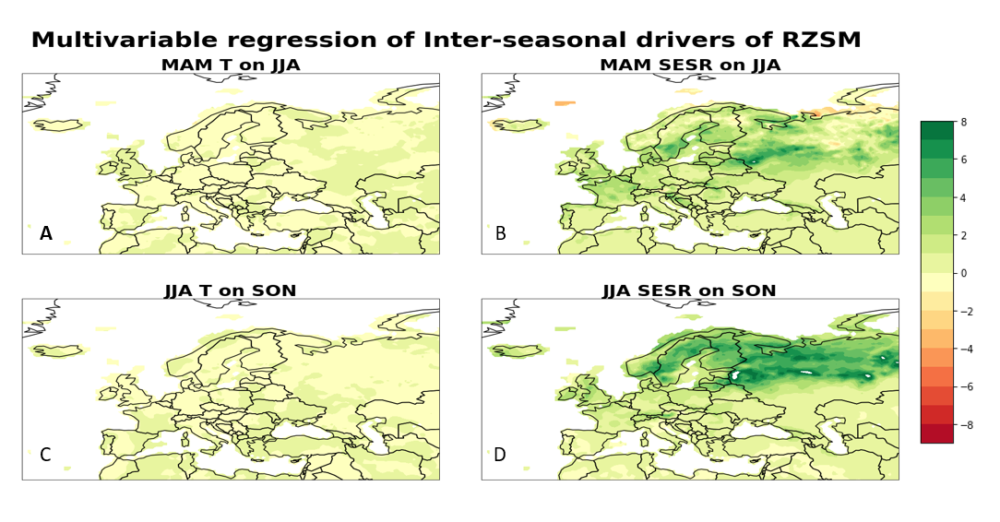 Multivariable regression of Inter-seasonal drivers of RZSM
MAM T on JJA
MAM SESR on JJA
A
B
8
6
4
2
0
−2
−4
−6
−8
JJA T on SON
JJA SESR on SON
C
D